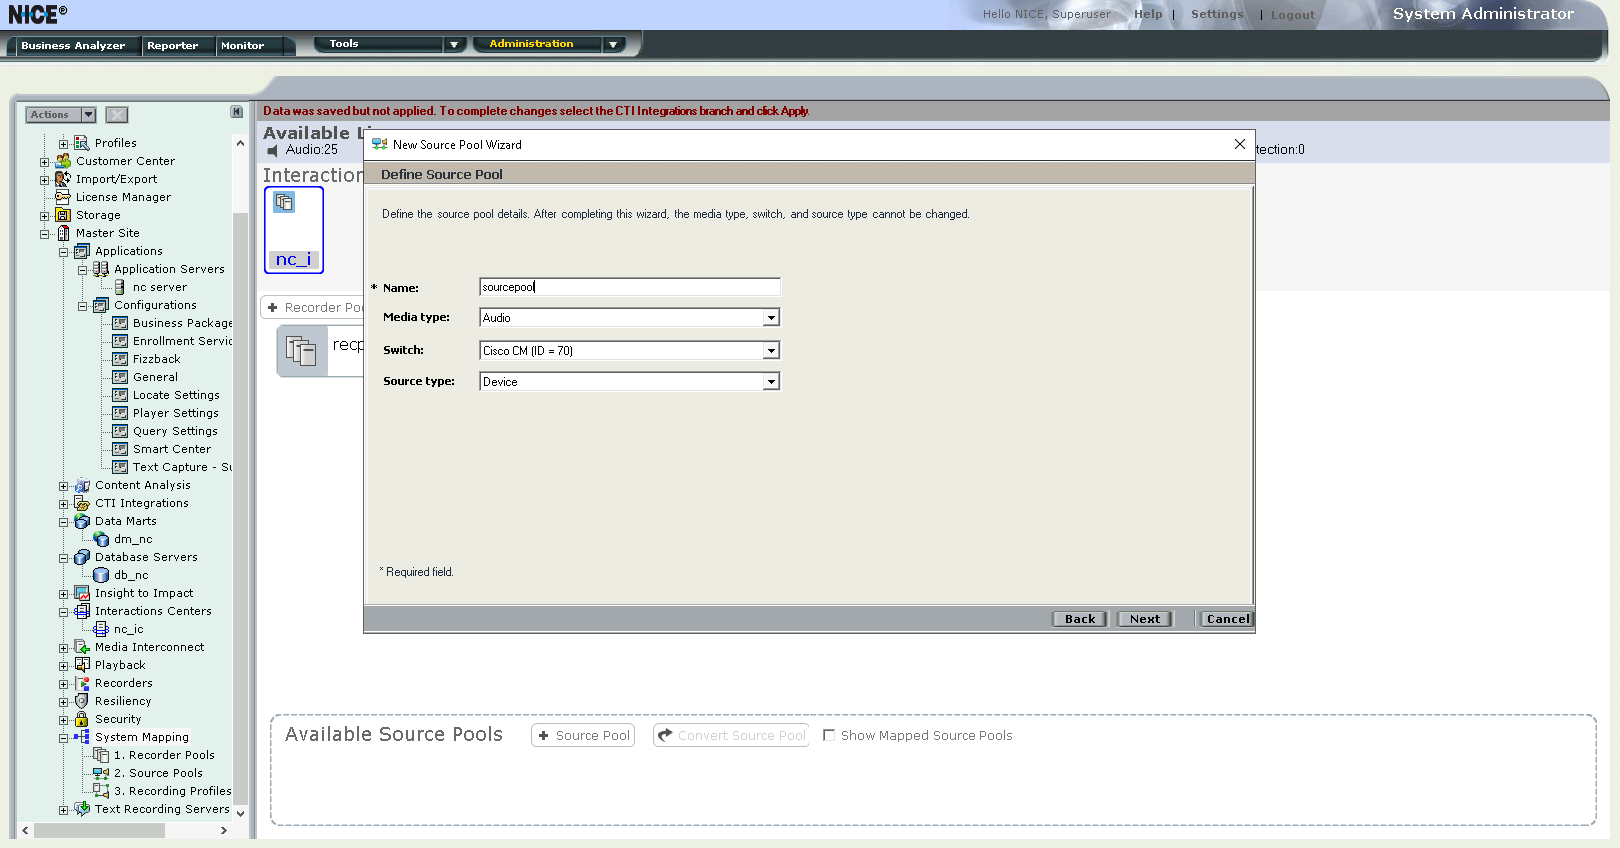 NICE®
Hello NICE, Superuser Help | Settings | Logout System Administrator
Business Analyzer Reporter Monitor Tools Administration
Actions
Profiles
Customer Center
Import/Export
License Manager
Storage
Master Site
Applications
Application Servers
nc server
Configurations
Business Package
Enrollment Servic
Fizzback
General
Locate Settings
Player Settings
Query Settings
Smart Center
Text Capture - Su
Content Analysis
CTI Integrations
Data Marts
dm_nc
Database Servers
db_nc
Insight to Impact
Interactions Centers
nc_ic
Media Interconnect
Playback
Recorders
Resiliency
Security
System Mapping
1. Recorder Pools
2. Source Pools
3. Recording Profiles
Text Recording Servers
Data was saved but not applied. To complete changes select the CTI Integrations branch and click Apply.
Available Li
Audio:25
tection:0
Interaction
nc_i
+ Recorder Poo
recp
New Source Pool Wizard
Define Source Pool
Define the source pool details. After completing this wizard, the media type, switch, and source type cannot be changed.
* Name: sourcepool
Media type: Audio
Switch: Cisco CM (ID = 70)
Source type: Device
* Required field.
Back Next Cancel
Available Source Pools + Source Pool Convert Source Pool Show Mapped Source Pools